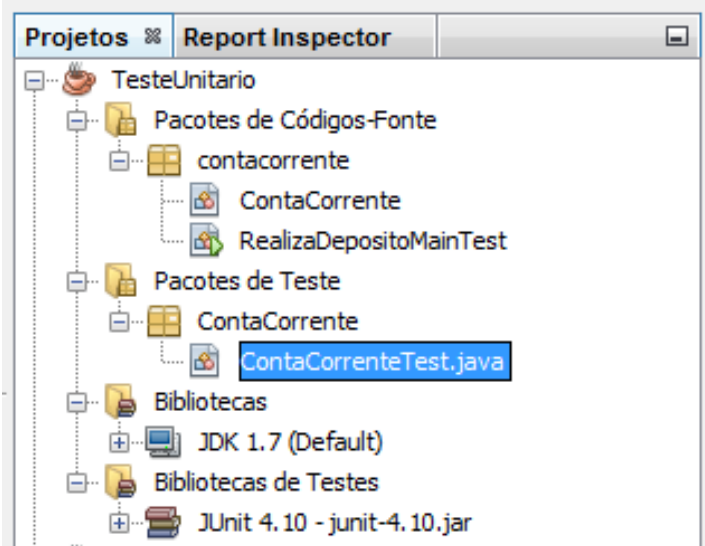 Projetos Report Inspector
TesteUnitario
Pacotes de Códigos-Fonte
contacorrente
ContaCorrente
RealizaDepositoMainTest
Pacotes de Teste
ContaCorrente
ContaCorrenteTest.java
Bibliotecas
JDK 1.7 (Default)
Bibliotecas de Testes
JUnit 4.10 - junit-4.10.jar